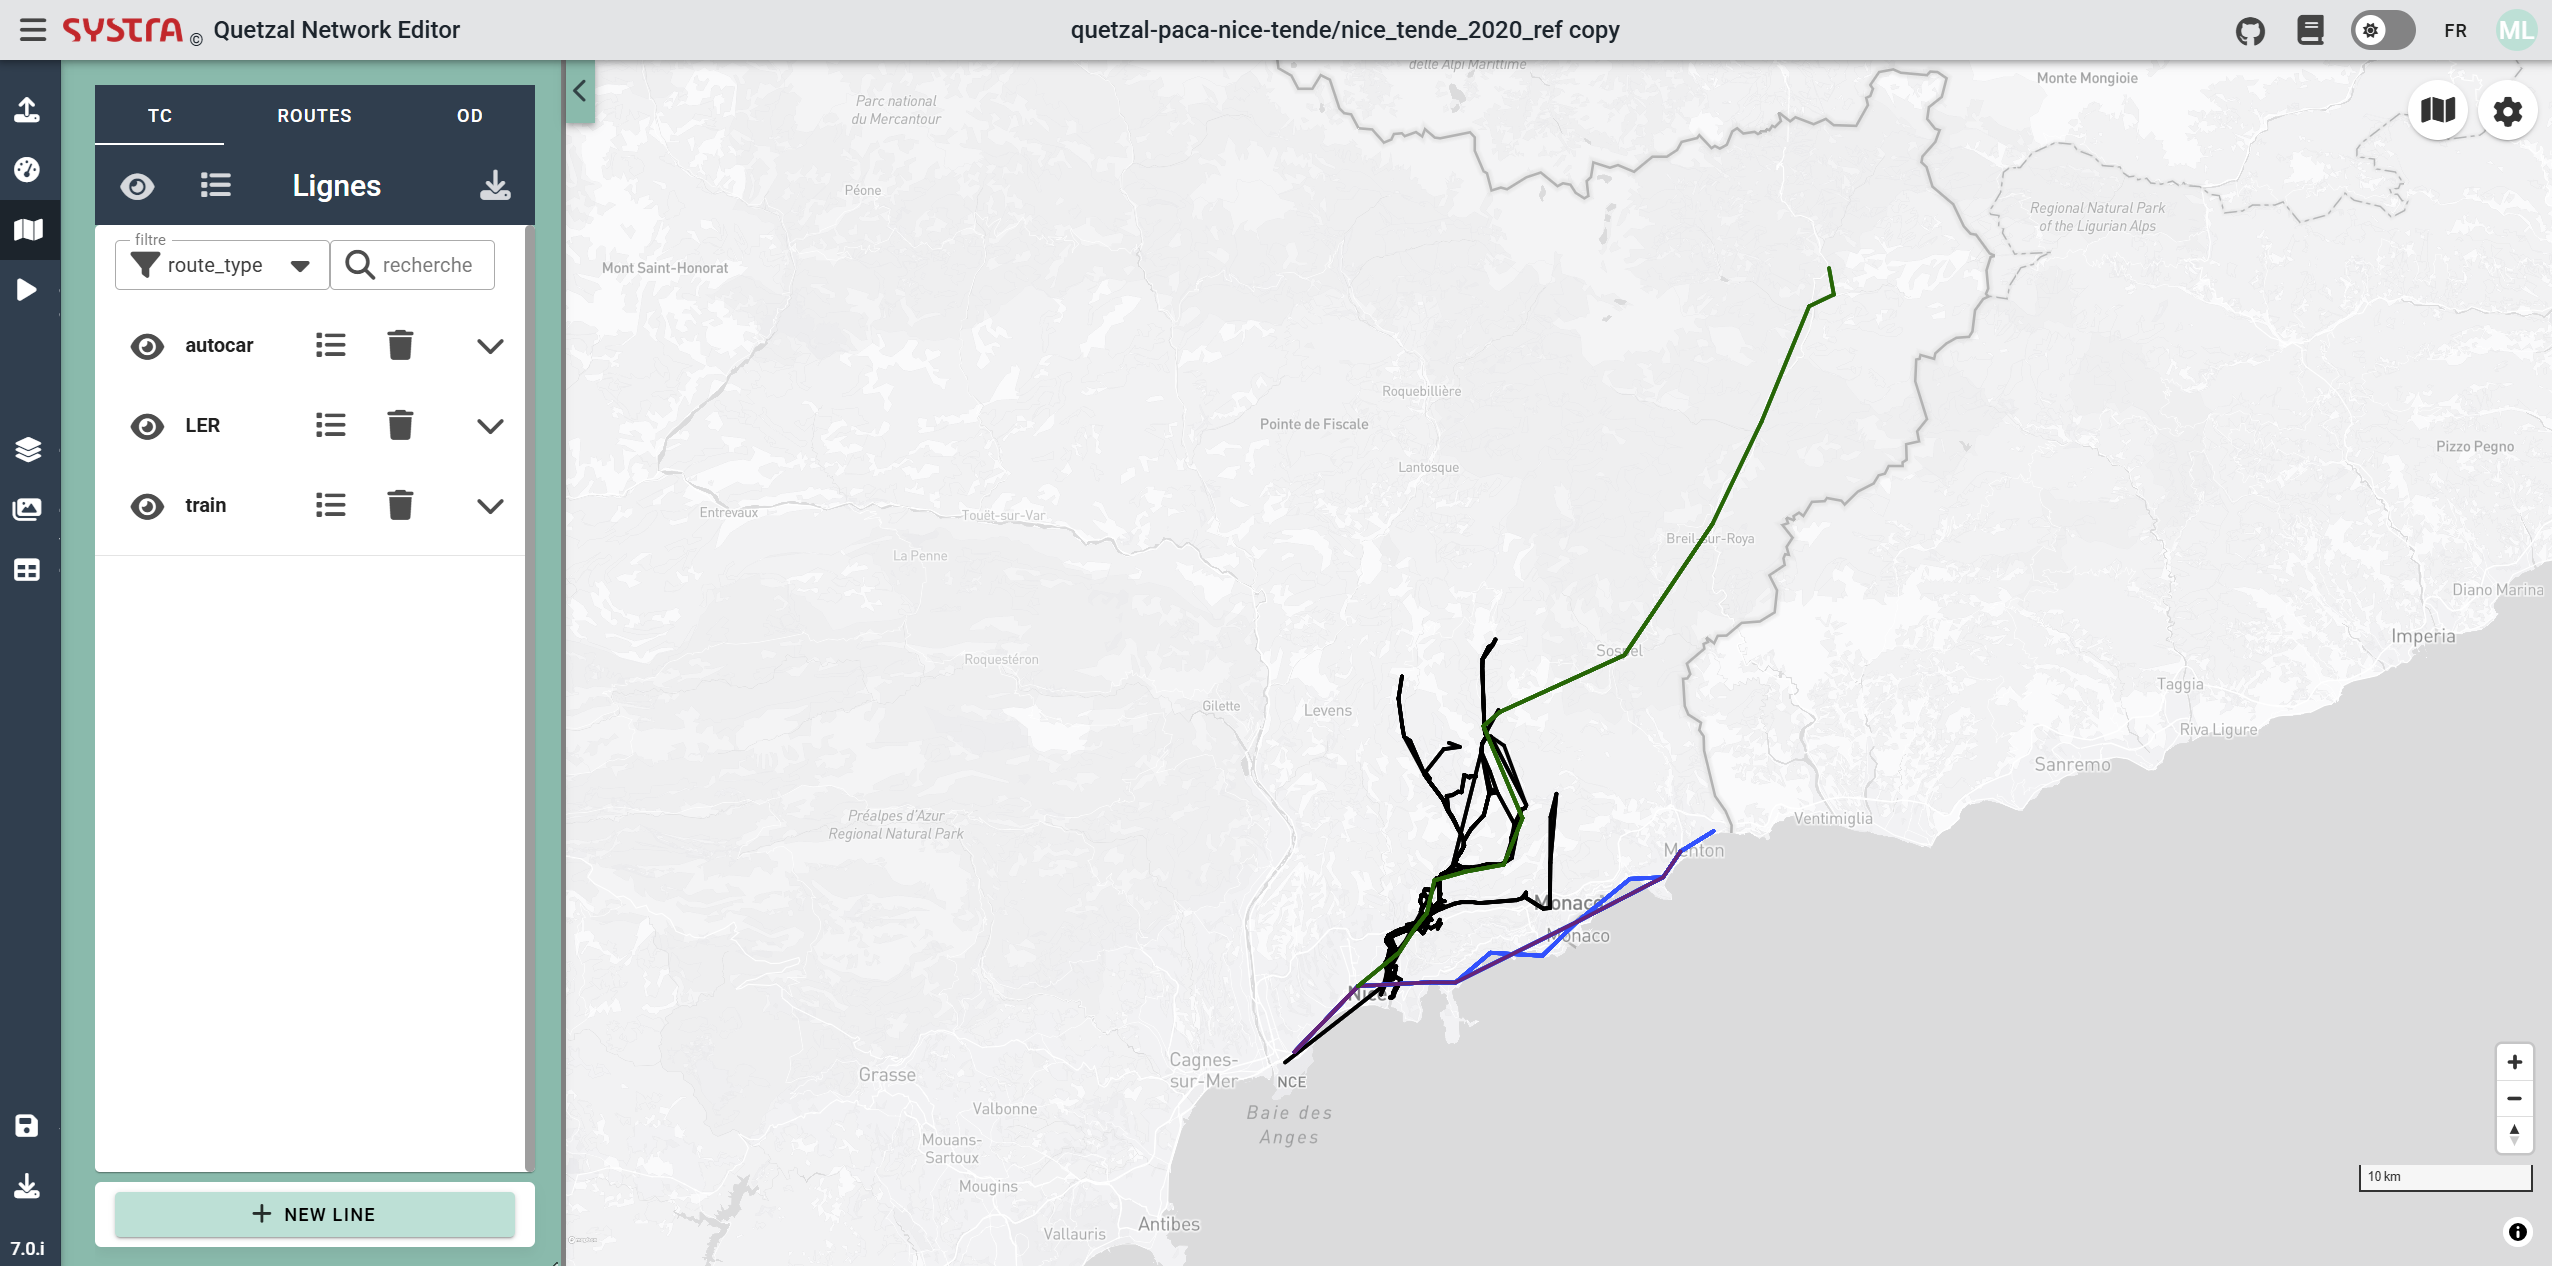 SYSTRA © Quetzal Network Editor
quetzal-paca-nice-tende/nice_tende_2020_ref copy
FR
ML
TC
ROUTES
OD
Lignes
filtre
route_type
recherche
autocar
LER
train
+ NEW LINE
7.0.i
delle Alpi Marittime
Monte Mongioie
Parc national
du Mercantour
Péone
Regional Natural Park
of the Ligurian Alps
Mont Saint-Honorat
Roquebillière
Pointe de Fiscale
Pizzo Pegno
Lantosque
Entrevaux
Touët-sur-Var
Breil-sur-Roya
La Penne
Diano Marina
Imperia
Sospel
Roquestéron
Taggia
Gilette
Levens
Riva Ligure
Sanremo
Préalpes d'Azur
Regional Natural Park
Ventimiglia
Menton
Monaco
Monaco
Nice
Cagnes-
sur-Mer
NCE
Grasse
Valbonne
Baie des
Anges
Mouans-
Sartoux
Mougins
Antibes
Vallauris
10 km